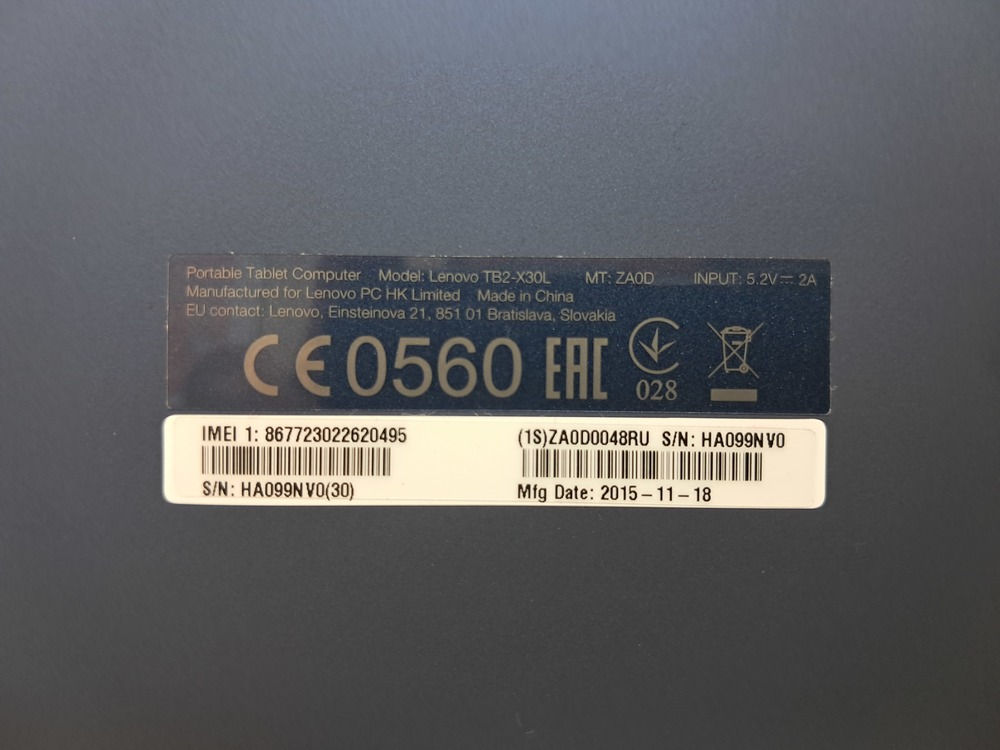 Portable Tablet Computer Model: Lenovo TB2-X30L MT: ZA0D INPUT: 5.2V⎓2A
Manufactured for Lenovo PC HK Limited Made in China
EU contact: Lenovo, Einsteinova 21, 851 01 Bratislava, Slovakia
CE0560 EAC
028
IMEI 1: 867723022620495 (1S)ZA0D0048RU S/N: HA099NV0
S/N: HA099NV0(30) Mfg Date: 2015-11-18